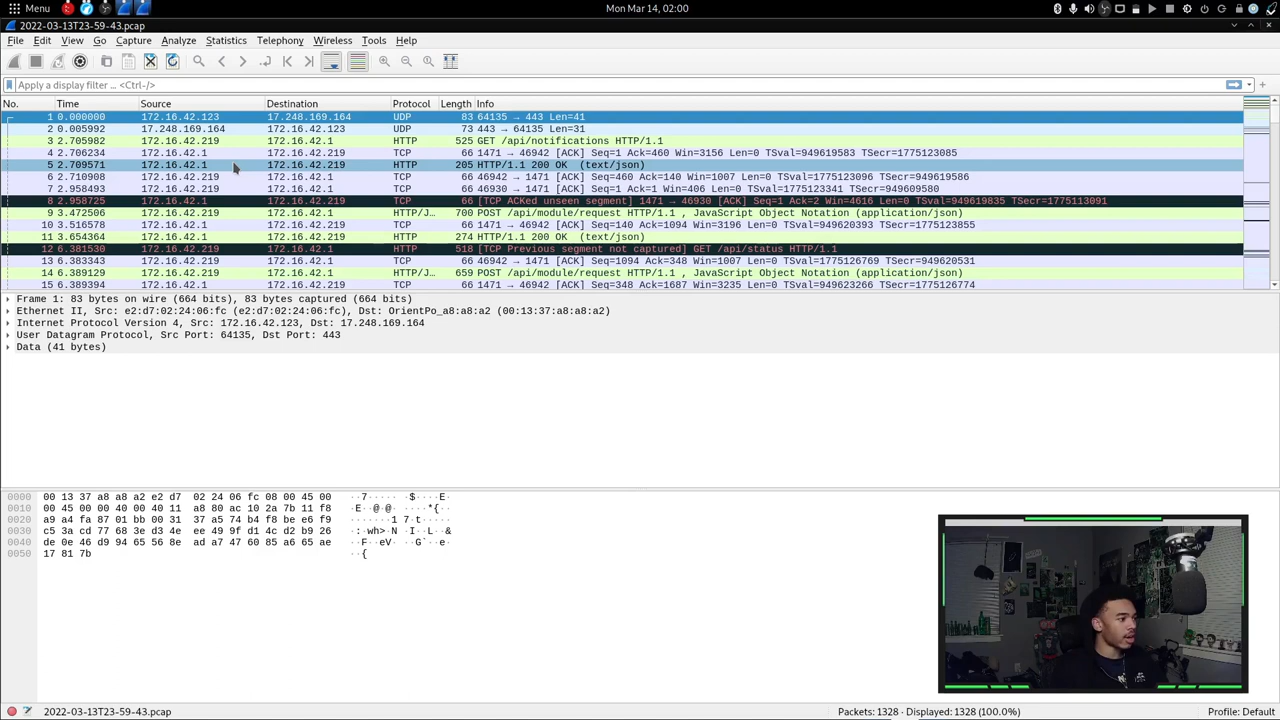 Menu Mon Mar 14, 02:00
2022-03-13T23-59-43.pcap
File Edit View Go Capture Analyze Statistics Telephony Wireless Tools Help
Apply a display filter … <Ctrl-/>
No. Time Source Destination Protocol Length Info
1 0.000000 172.16.42.123 17.248.169.164 UDP 83 64135 → 443 Len=41
2 0.005992 17.248.169.164 172.16.42.123 UDP 73 443 → 64135 Len=31
3 2.705982 172.16.42.219 172.16.42.1 HTTP 525 GET /api/notifications HTTP/1.1
4 2.706234 172.16.42.1 172.16.42.219 TCP 66 1471 → 46942 [ACK] Seq=1 Ack=460 Win=3156 Len=0 TSval=949619583 TSecr=1775123085
5 2.709571 172.16.42.1 172.16.42.219 HTTP 205 HTTP/1.1 200 OK (text/json)
6 2.710908 172.16.42.219 172.16.42.1 TCP 66 46942 → 1471 [ACK] Seq=460 Ack=140 Win=1007 Len=0 TSval=1775123096 TSecr=949619586
7 2.958493 172.16.42.219 172.16.42.1 TCP 66 46930 → 1471 [ACK] Seq=1 Ack=1 Win=406 Len=0 TSval=1775123341 TSecr=949609580
8 2.958725 172.16.42.1 172.16.42.219 TCP 66 [TCP ACKed unseen segment] 1471 → 46930 [ACK] Seq=1 Ack=2 Win=4616 Len=0 TSval=949619835 TSecr=1775113091
9 3.472506 172.16.42.219 172.16.42.1 HTTP/J… 700 POST /api/module/request HTTP/1.1 , JavaScript Object Notation (application/json)
10 3.516578 172.16.42.1 172.16.42.219 TCP 66 1471 → 46942 [ACK] Seq=140 Ack=1094 Win=3196 Len=0 TSval=949620393 TSecr=1775123855
11 3.654364 172.16.42.1 172.16.42.219 HTTP 274 HTTP/1.1 200 OK (text/json)
12 6.381530 172.16.42.219 172.16.42.1 HTTP 518 [TCP Previous segment not captured] GET /api/status HTTP/1.1
13 6.383343 172.16.42.219 172.16.42.1 TCP 66 46942 → 1471 [ACK] Seq=1094 Ack=348 Win=1007 Len=0 TSval=1775126769 TSecr=949620531
14 6.389129 172.16.42.219 172.16.42.1 HTTP/J… 659 POST /api/module/request HTTP/1.1 , JavaScript Object Notation (application/json)
15 6.389394 172.16.42.1 172.16.42.219 TCP 66 1471 → 46942 [ACK] Seq=348 Ack=1687 Win=3235 Len=0 TSval=949623266 TSecr=1775126774
Frame 1: 83 bytes on wire (664 bits), 83 bytes captured (664 bits)
Ethernet II, Src: e2:d7:02:24:06:fc (e2:d7:02:24:06:fc), Dst: OrientPo_a8:a8:a2 (00:13:37:a8:a8:a2)
Internet Protocol Version 4, Src: 172.16.42.123, Dst: 17.248.169.164
User Datagram Protocol, Src Port: 64135, Dst Port: 443
Data (41 bytes)
0000 00 13 37 a8 a8 a2 e2 d7 02 24 06 fc 08 00 45 00 ··7····· ·$····E·
0010 00 45 00 00 40 00 40 11 a8 80 ac 10 2a 7b 11 f8 ·E··@·@· ····*{··
0020 a9 a4 fa 87 01 bb 00 31 37 a5 74 b4 f8 be e6 f9 ·······1 7·t·····
0030 c5 3a cd 77 68 3d d3 4e ee 49 9f d1 4c d2 b9 26
0040 de 0e 46 d9 94 65 56 8e ad a7 47 60 85 a6 65 ae ··F··eV· ··G`··e·
0050 17 81 7b ··{
2022-03-13T23-59-43.pcap Packets: 1328 · Displayed: 1328 (100.0%) Profile: Default